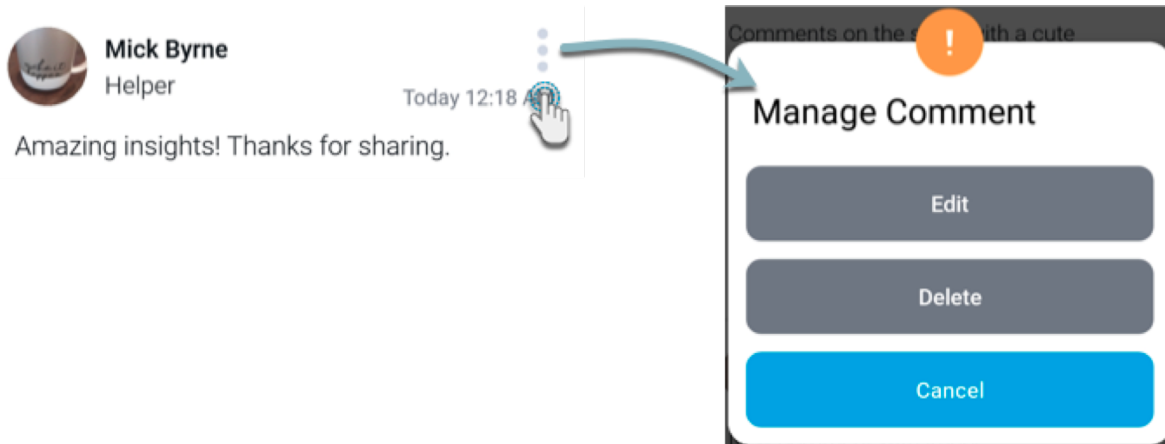 Mick Byrne
Helper
Today 12:18
Amazing insights! Thanks for sharing.
Comments on the with a cute
!
Manage Comment
Edit
Delete
Cancel